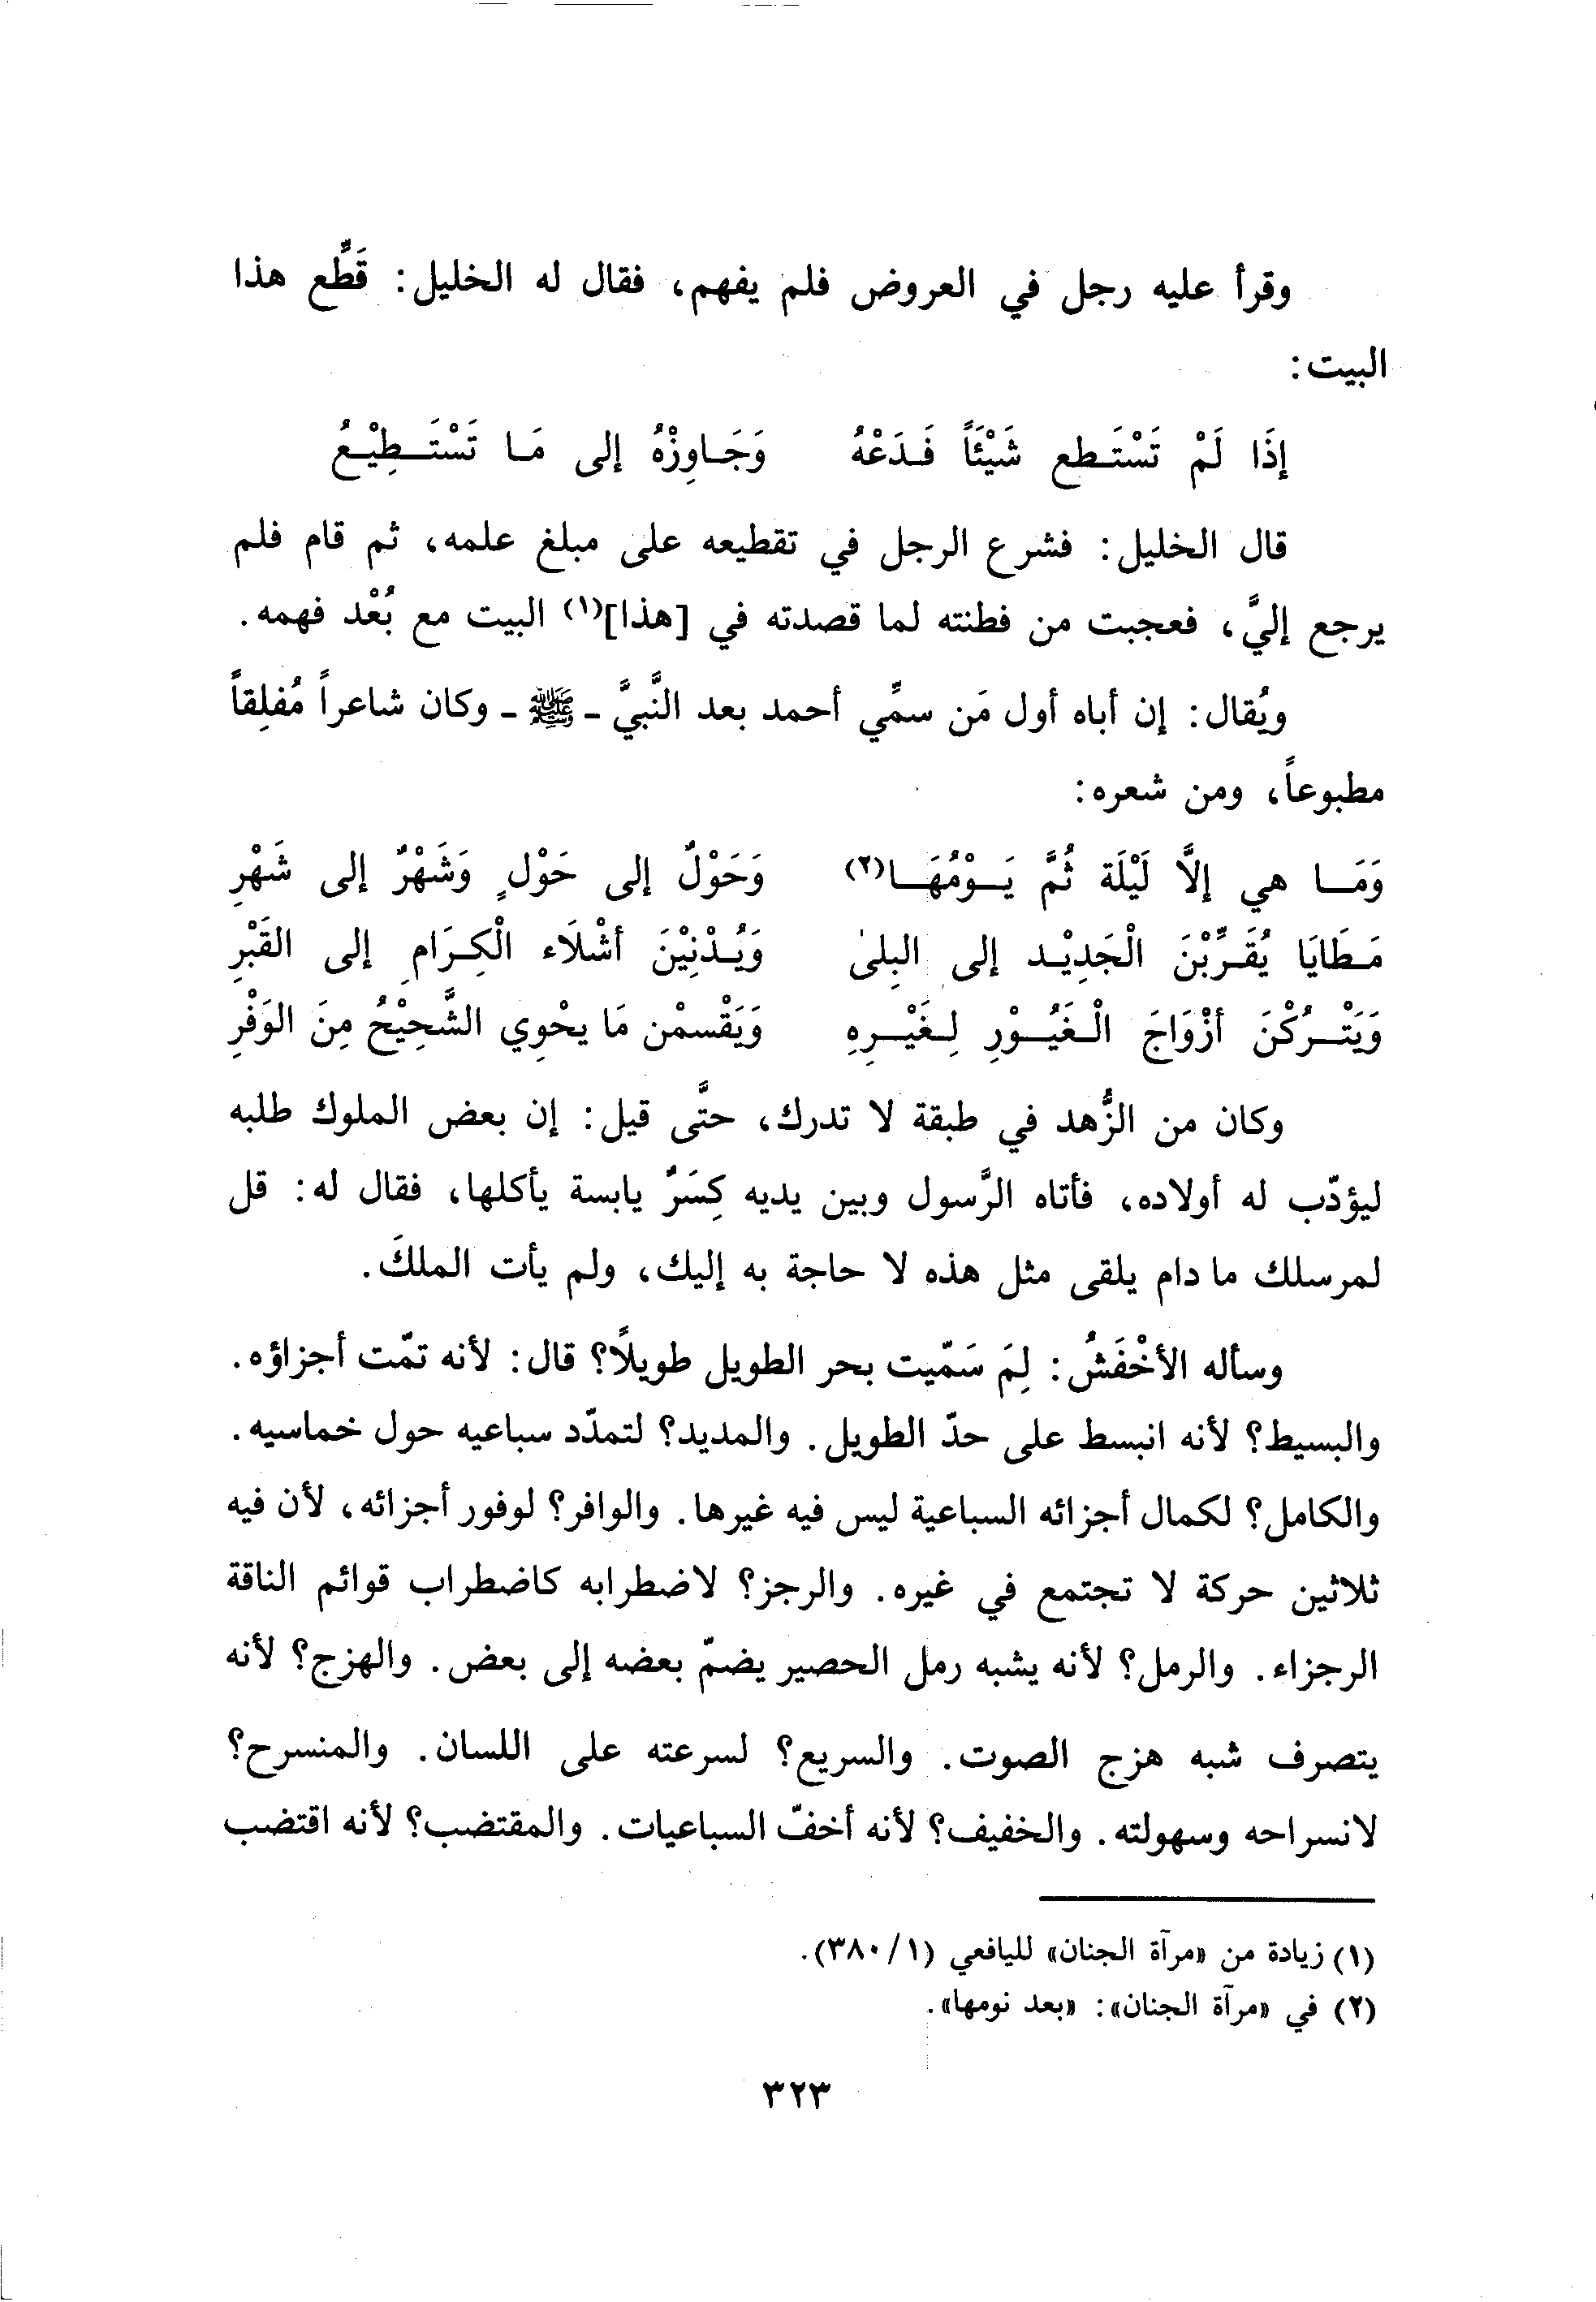 وقرأ عليه رجل في العروض فلم يفهم، فقال له الخليل: قَطِّع هذا
البيت:
إِذَا لَمْ تَسْتَطع شَيْئَاً فَدَعْهُ وَجَاوِزْهُ إلى مَا تَسْتَطِيْعُ
قال الخليل: فشرع الرجل في تقطيعه على مبلغ علمه، ثم قام فلم
يرجع إليَّ، فعجبت من فطنته لما قصدته في [هذا](١) البيت مع بُعْد فهمه.
ويُقال: إن أباه أول مَن سمِّي أحمد بعد النَّبيَّ - ﷺ - وكان شاعراً مُفلِقاً
مطبوعاً، ومن شعره:
وَمَا هي إلاَّ لَيْلَة ثُمَّ يَوْمُهَا(٢) وَحَوْلٌ إلى حَوْلٍ وَشَهْرٌ إلى شَهْرِ
مَطَايَا يُقَرِّبْنَ الْجَدِيْد إلى البِلىٰ وَيُدْنِيْنَ أشْلَاء الْكِرَامِ إلى القَبْرِ
وَيَتْرُكْنَ أزْوَاجَ الْغَيُوْرِ لِغَيْرِهِ وَيَقْسمْن مَا يحْوِي الشَّحِيْحُ مِنَ الوَفْرِ
وكان من الزُّهد في طبقة لا تدرك، حتَّى قيل: إن بعض الملوك طلبه
ليؤدّب له أولاده، فأتاه الرَّسول وبين يديه كِسَرٌ يابسة يأكلها، فقال له: قل
لمرسلك ما دام يلقى مثل هذه لا حاجة به إليك، ولم يأت الملكَ.
وسأله الأخْفَشُ: لِمَ سَمّيت بحر الطويل طويلاً؟ قال: لأنه تمّت أجزاؤه.
والبسيط؟ لأنه انبسط على حدّ الطويل. والمديد؟ لتمدّد سباعيه حول خماسيه.
والكامل؟ لكمال أجزائه السباعية ليس فيه غيرها. والوافر؟ لوفور أجزائه، لأن فيه
ثلاثين حركة لا تجتمع في غيره. والرجز؟ لاضطرابه كاضطراب قوائم الناقة
الرجزاء. والرمل؟ لأنه يشبه رمل الحصير يضمّ بعضه إلى بعض. والهزج؟ لأنه
يتصرف شبه هزج الصوت. والسريع؟ لسرعته على اللسان. والمنسرح؟
لانسراحه وسهولته. والخفيف؟ لأنه أخفّ السباعيات. والمقتضب؟ لأنه اقتضب
(١) زيادة من «مرآة الجنان» لليافعي (١/ ٣٨٠).
(٢) في «مرآة الجنان»: «بعد نومها».
٣٢٣